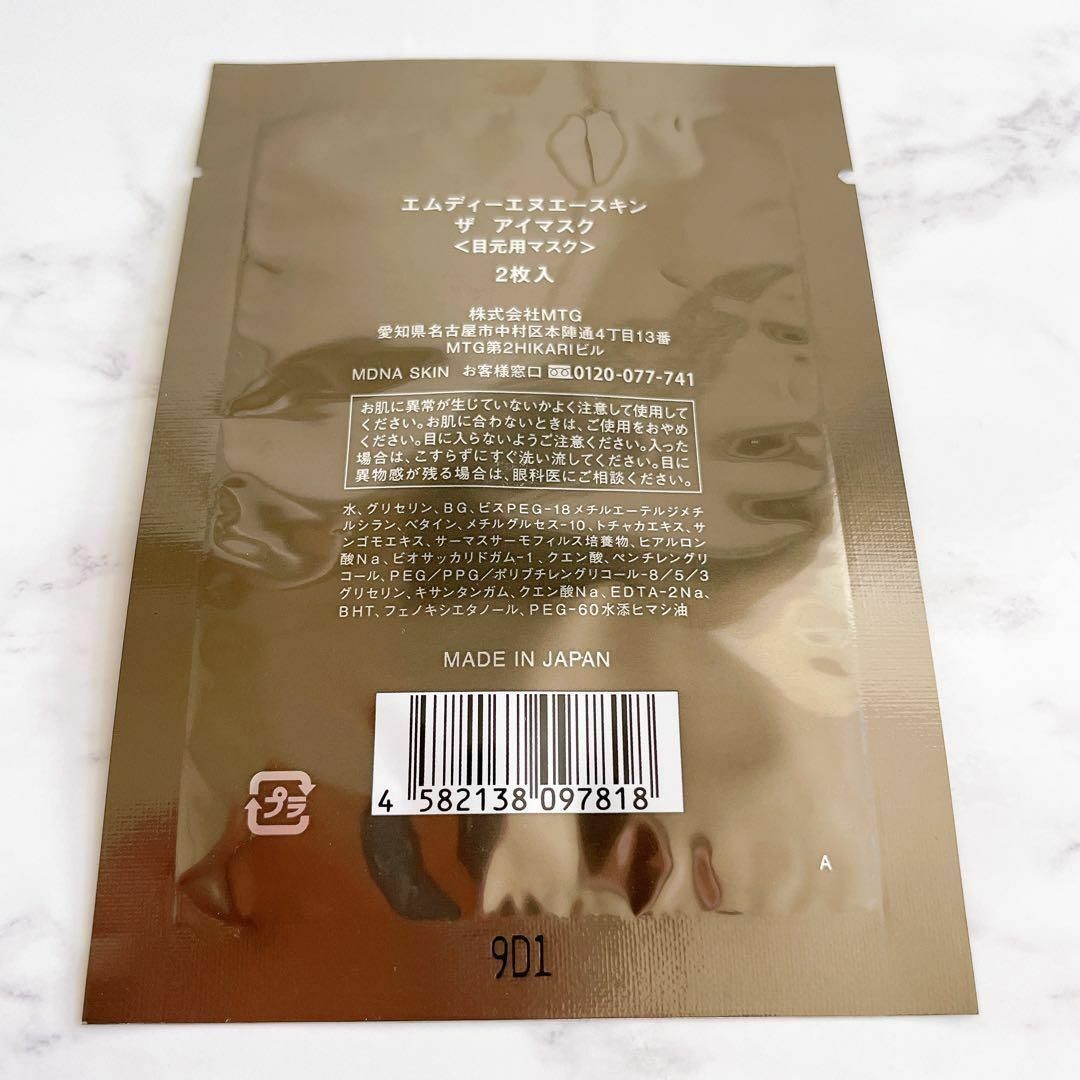 エムディーエヌエースキン
ザ アイマスク
<目元用マスク>
2枚入
株式会社MTG
愛知県名古屋市中村区本陣通4丁目13番
MTG第2HIKARIビル
MDNA SKIN お客様窓口 0120-077-741
お肌に異常が生じていないかよく注意して使用して
ください。お肌に合わないときは、ご使用をおやめ
ください。目に入らないようご注意ください。入った
場合は、こすらずにすぐ洗い流してください。目に
異物感が残る場合は、眼科医にご相談ください。
水、グリセリン、BG、ビスPEG-18メチルエーテルジメチ
ルシラン、ベタイン、メチルグルセス-10、トチャカエキス、サ
ンゴモエキス、サーマスサーモフィルス培養物、ヒアルロン
酸Na、ビオサッカリドガム-1、クエン酸、ペンチレングリ
コール、PEG/PPG/ポリブチレングリコール-8/5/3
グリセリン、キサンタンガム、クエン酸Na、EDTA-2Na、
BHT、フェノキシエタノール、PEG-60水添ヒマシ油
MADE IN JAPAN
4 582138 097818
プラ
A
9D1